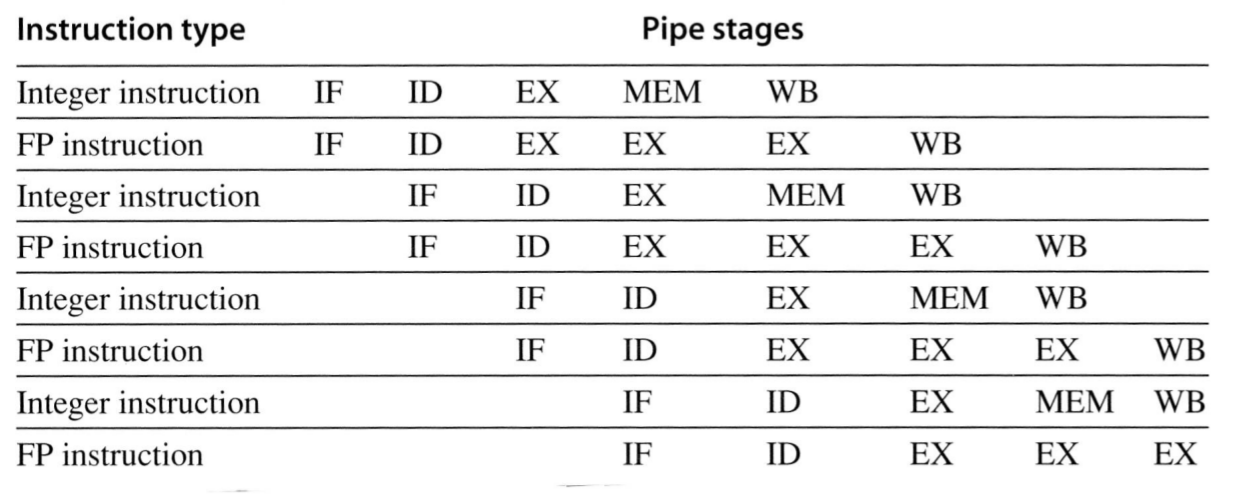 Instruction type Pipe stages
Integer instruction IF ID EX MEM WB
FP instruction IF ID EX EX EX WB
Integer instruction IF ID EX MEM WB
FP instruction IF ID EX EX EX WB
Integer instruction IF ID EX MEM WB
FP instruction IF ID EX EX EX WB
Integer instruction IF ID EX MEM WB
FP instruction IF ID EX EX EX